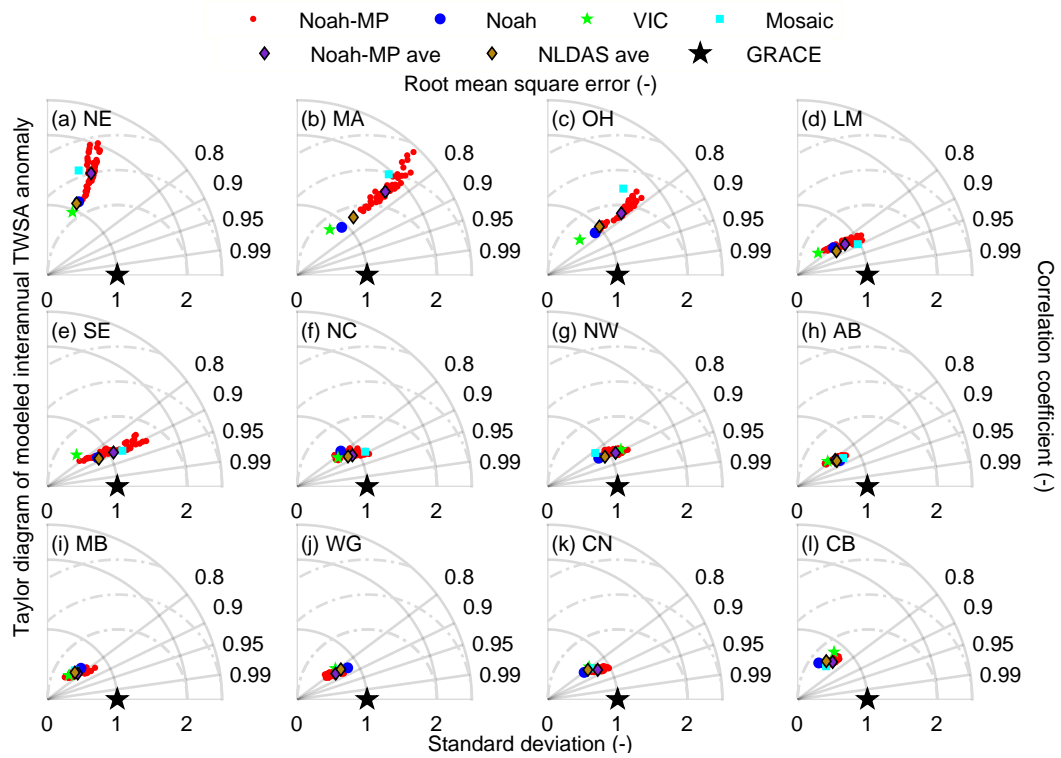 Noah-MP Noah VIC Mosaic
Noah-MP ave NLDAS ave GRACE
Root mean square error (-)
Taylor diagram of modeled interannual TWSA anomaly
(a) NE
0.8
0.9
0.95
0.99
0 1 2
(b) MA
0.8
0.9
0.95
0.99
0 1 2
(c) OH
0.8
0.9
0.95
0.99
0 1 2
(d) LM
0.8
0.9
0.95
0.99
0 1 2
(e) SE
0.8
0.9
0.95
0.99
0 1 2
(f) NC
0.8
0.9
0.95
0.99
0 1 2
(g) NW
0.8
0.9
0.95
0.99
0 1 2
(h) AB
0.8
0.9
0.95
0.99
0 1 2
(i) MB
0.8
0.9
0.95
0.99
0 1 2
(j) WG
0.8
0.9
0.95
0.99
0 1 2
(k) CN
0.8
0.9
0.95
0.99
0 1 2
(l) CB
0.8
0.9
0.95
0.99
0 1 2
Correlation coefficient (-)
Standard deviation (-)